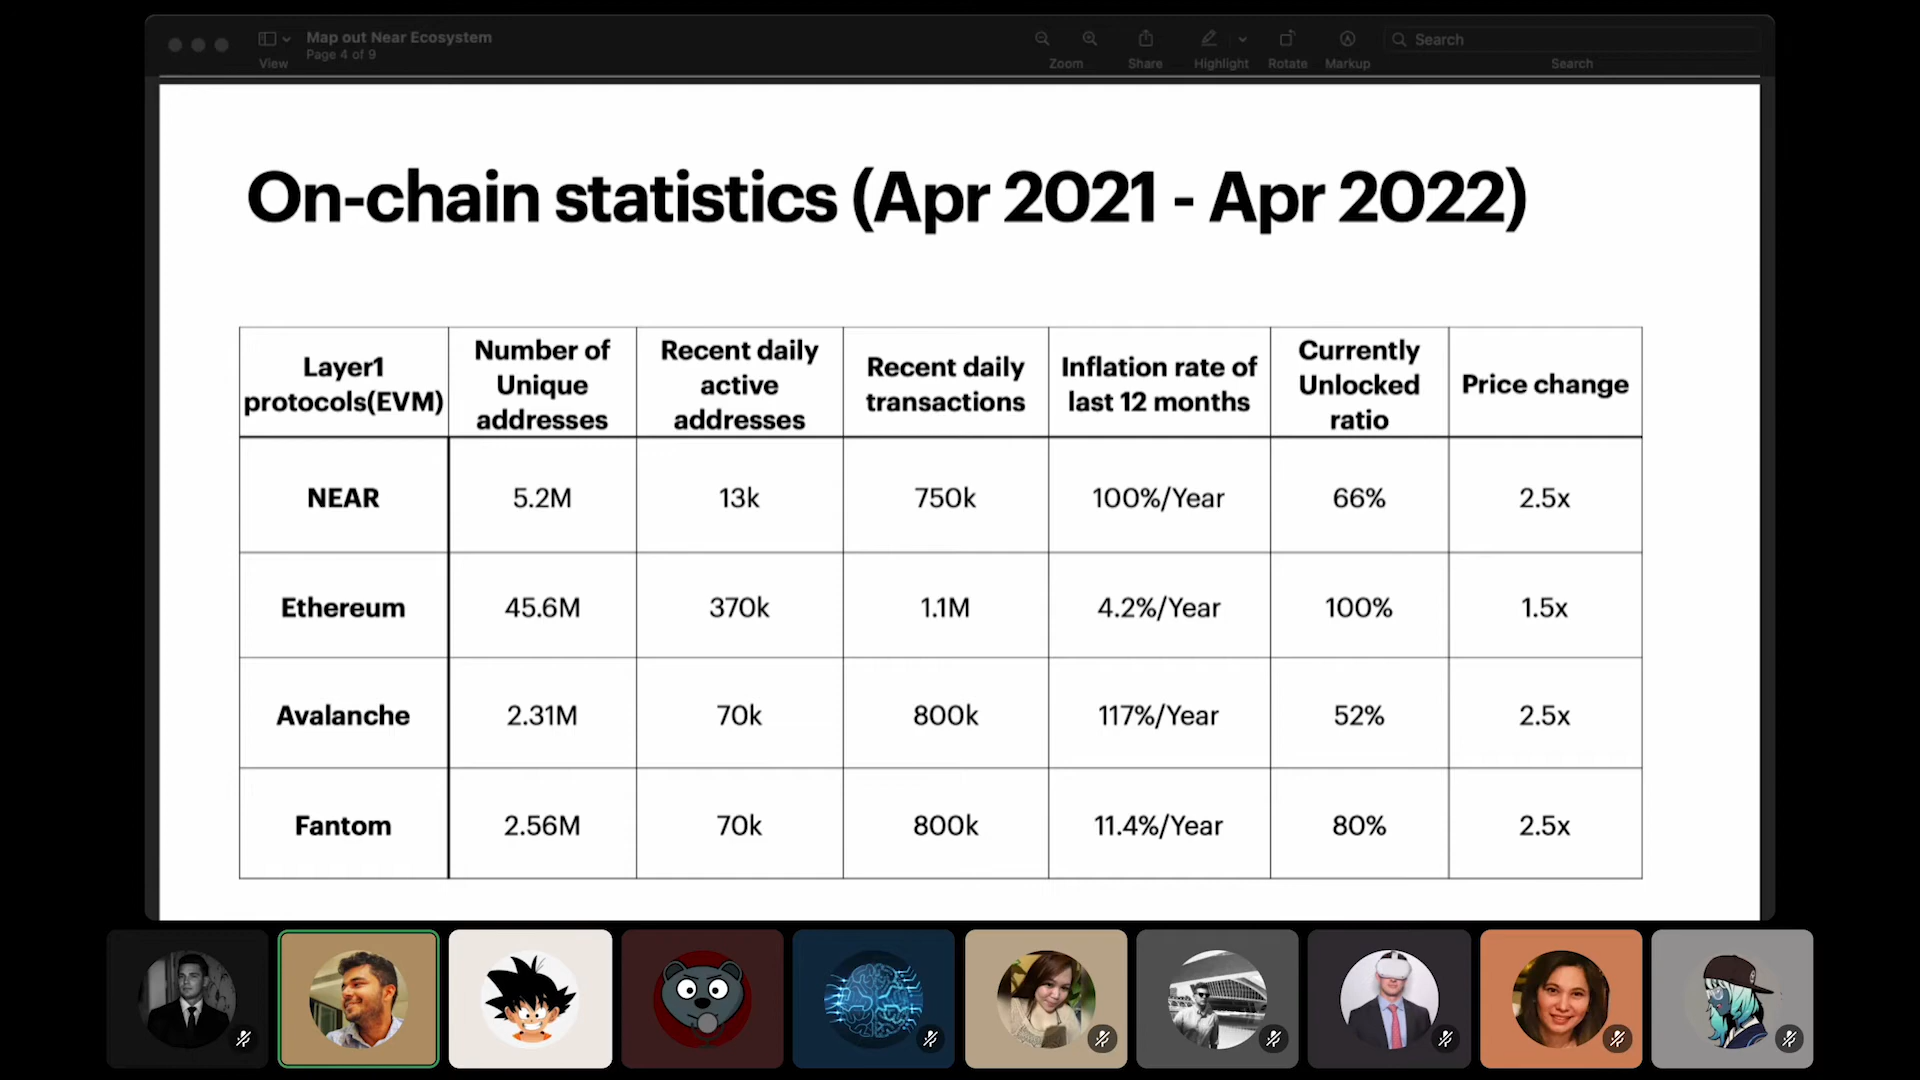 Map out Near Ecosystem
Page 4 of 9
View
Zoom
Share
Highlight
Rotate
Markup
Search
Search
On-chain statistics (Apr 2021 - Apr 2022)
Layer1
protocols(EVM)
Number of
Unique
addresses
Recent daily
active
addresses
Recent daily
transactions
Inflation rate of
last 12 months
Currently
Unlocked
ratio
Price change
NEAR 5.2M 13k 750k 100%/Year 66% 2.5x
Ethereum 45.6M 370k 1.1M 4.2%/Year 100% 1.5x
Avalanche 2.31M 70k 800k 117%/Year 52% 2.5x
Fantom 2.56M 70k 800k 11.4%/Year 80% 2.5x